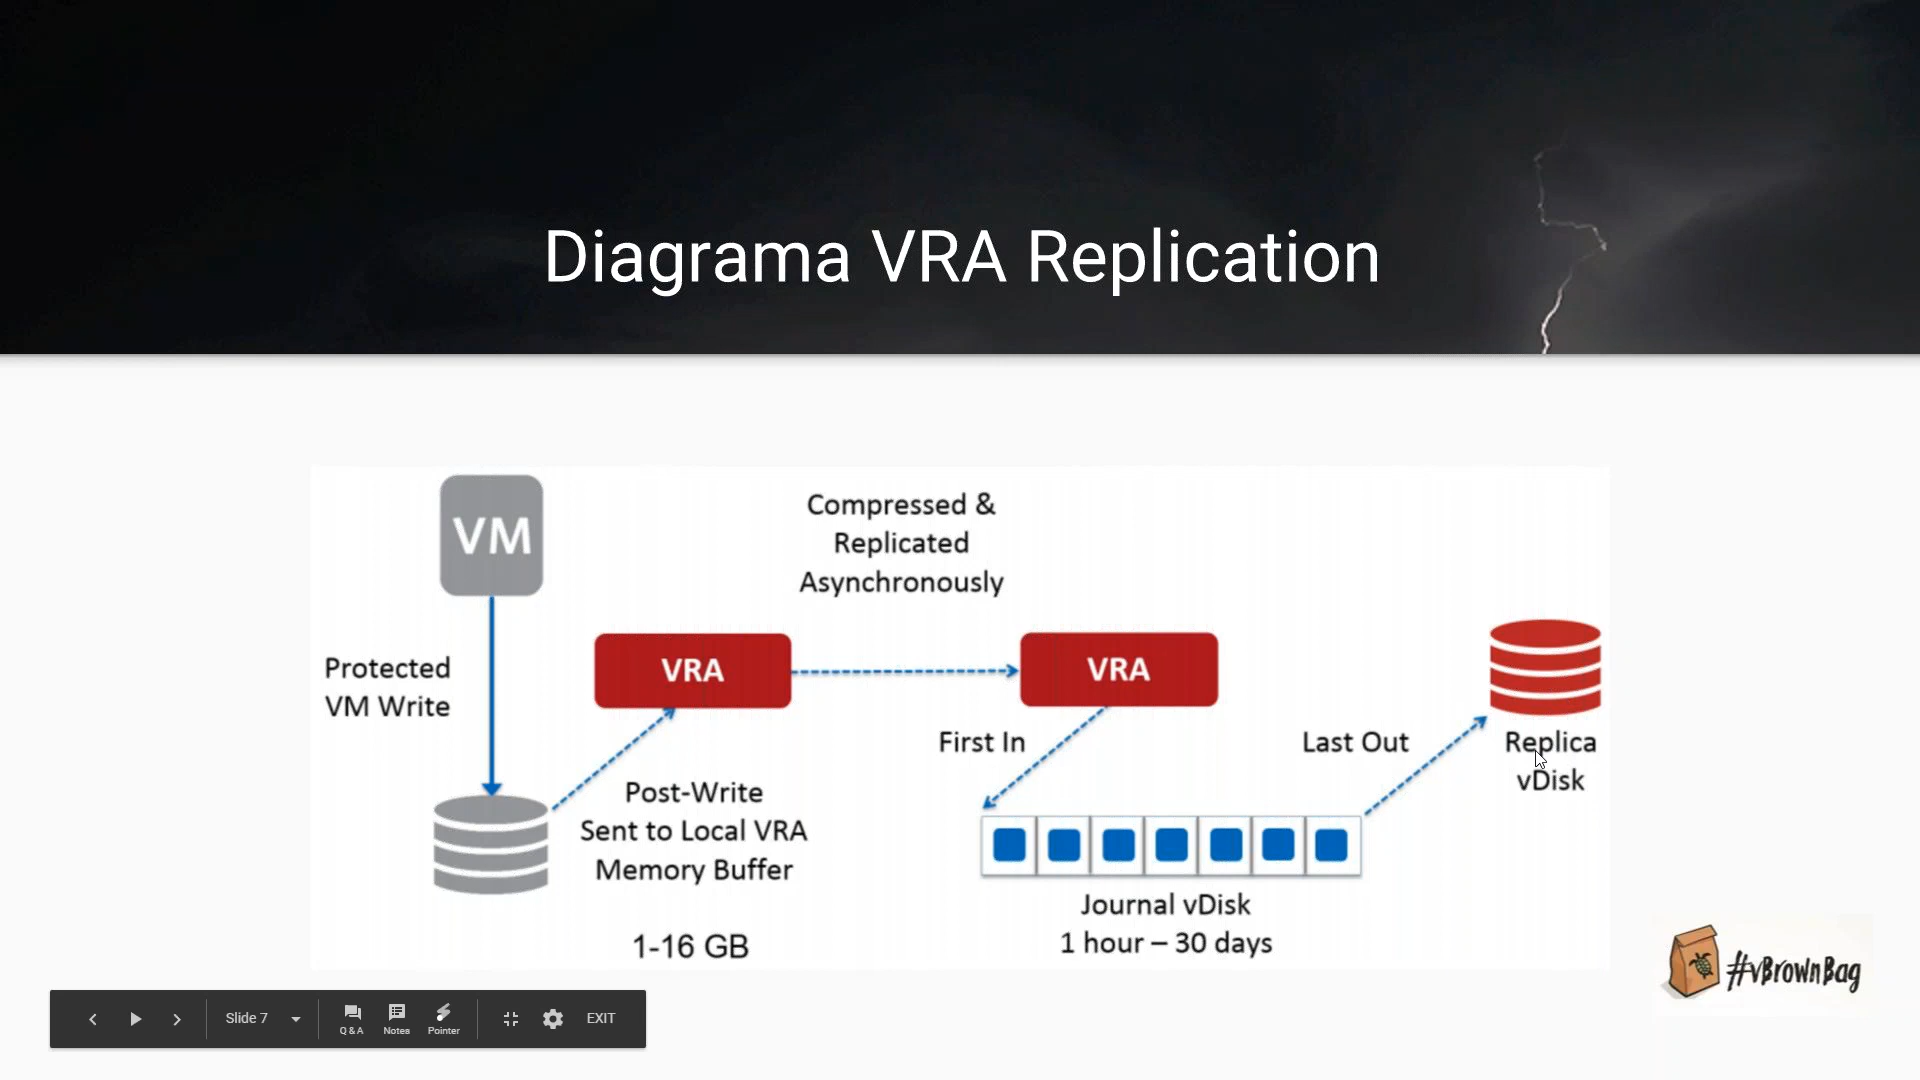 Diagrama VRA Replication
VM
Compressed &
Replicated
Asynchronously
Protected
VM Write
VRA
VRA
First In
Last Out
Replica
vDisk
Post-Write
Sent to Local VRA
Memory Buffer
1-16 GB
Journal vDisk
1 hour – 30 days
#vBrownBag
Slide 7
Q & A
Notes
Pointer
EXIT